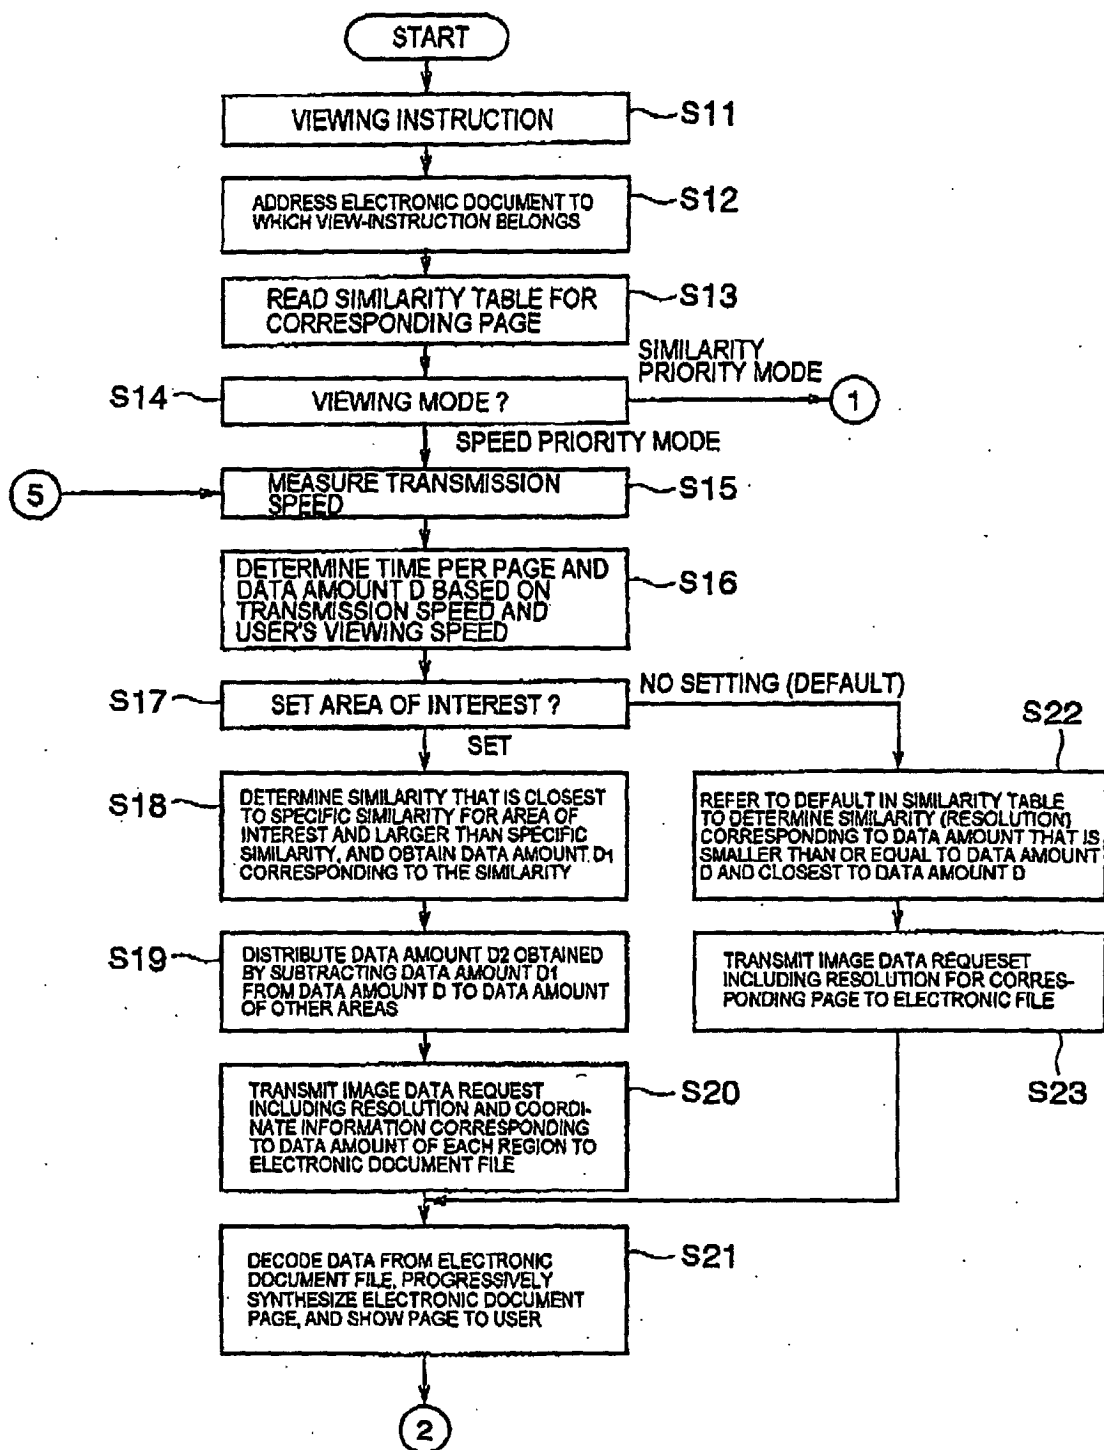 START
VIEWING INSTRUCTION
S11
ADDRESS ELECTRONIC DOCUMENT TO
WHICH VIEW-INSTRUCTION BELONGS
S12
READ SIMILARITY TABLE FOR
CORRESPONDING PAGE
S13
SIMILARITY
PRIORITY MODE
S14
VIEWING MODE ?
1
SPEED PRIORITY MODE
5
MEASURE TRANSMISSION
SPEED
S15
DETERMINE TIME PER PAGE AND
DATA AMOUNT D BASED ON
TRANSMISSION SPEED AND
USER'S VIEWING SPEED
S16
S17
SET AREA OF INTEREST ?
NO SETTING (DEFAULT)
SET
S22
S18
DETERMINE SIMILARITY THAT IS CLOSEST
TO SPECIFIC SIMILARITY FOR AREA OF
INTEREST AND LARGER THAN SPECIFIC
SIMILARITY, AND OBTAIN DATA AMOUNT D1
CORRESPONDING TO THE SIMILARITY
REFER TO DEFAULT IN SIMILARITY TABLE
TO DETERMINE SIMILARITY (RESOLUTION)
CORRESPONDING TO DATA AMOUNT THAT IS
SMALLER THAN OR EQUAL TO DATA AMOUNT
D AND CLOSEST TO DATA AMOUNT D
S19
DISTRIBUTE DATA AMOUNT D2 OBTAINED
BY SUBTRACTING DATA AMOUNT D1
FROM DATA AMOUNT D TO DATA AMOUNT
OF OTHER AREAS
TRANSMIT IMAGE DATA REQUESET
INCLUDING RESOLUTION FOR CORRES-
PONDING PAGE TO ELECTRONIC FILE
S23
TRANSMIT IMAGE DATA REQUEST
INCLUDING RESOLUTION AND COORDI-
NATE INFORMATION CORRESPONDING
TO DATA AMOUNT OF EACH REGION TO
ELECTRONIC DOCUMENT FILE
S20
DECODE DATA FROM ELECTRONIC
DOCUMENT FILE, PROGRESSIVELY
SYNTHESIZE ELECTRONIC DOCUMENT
PAGE, AND SHOW PAGE TO USER
S21
2